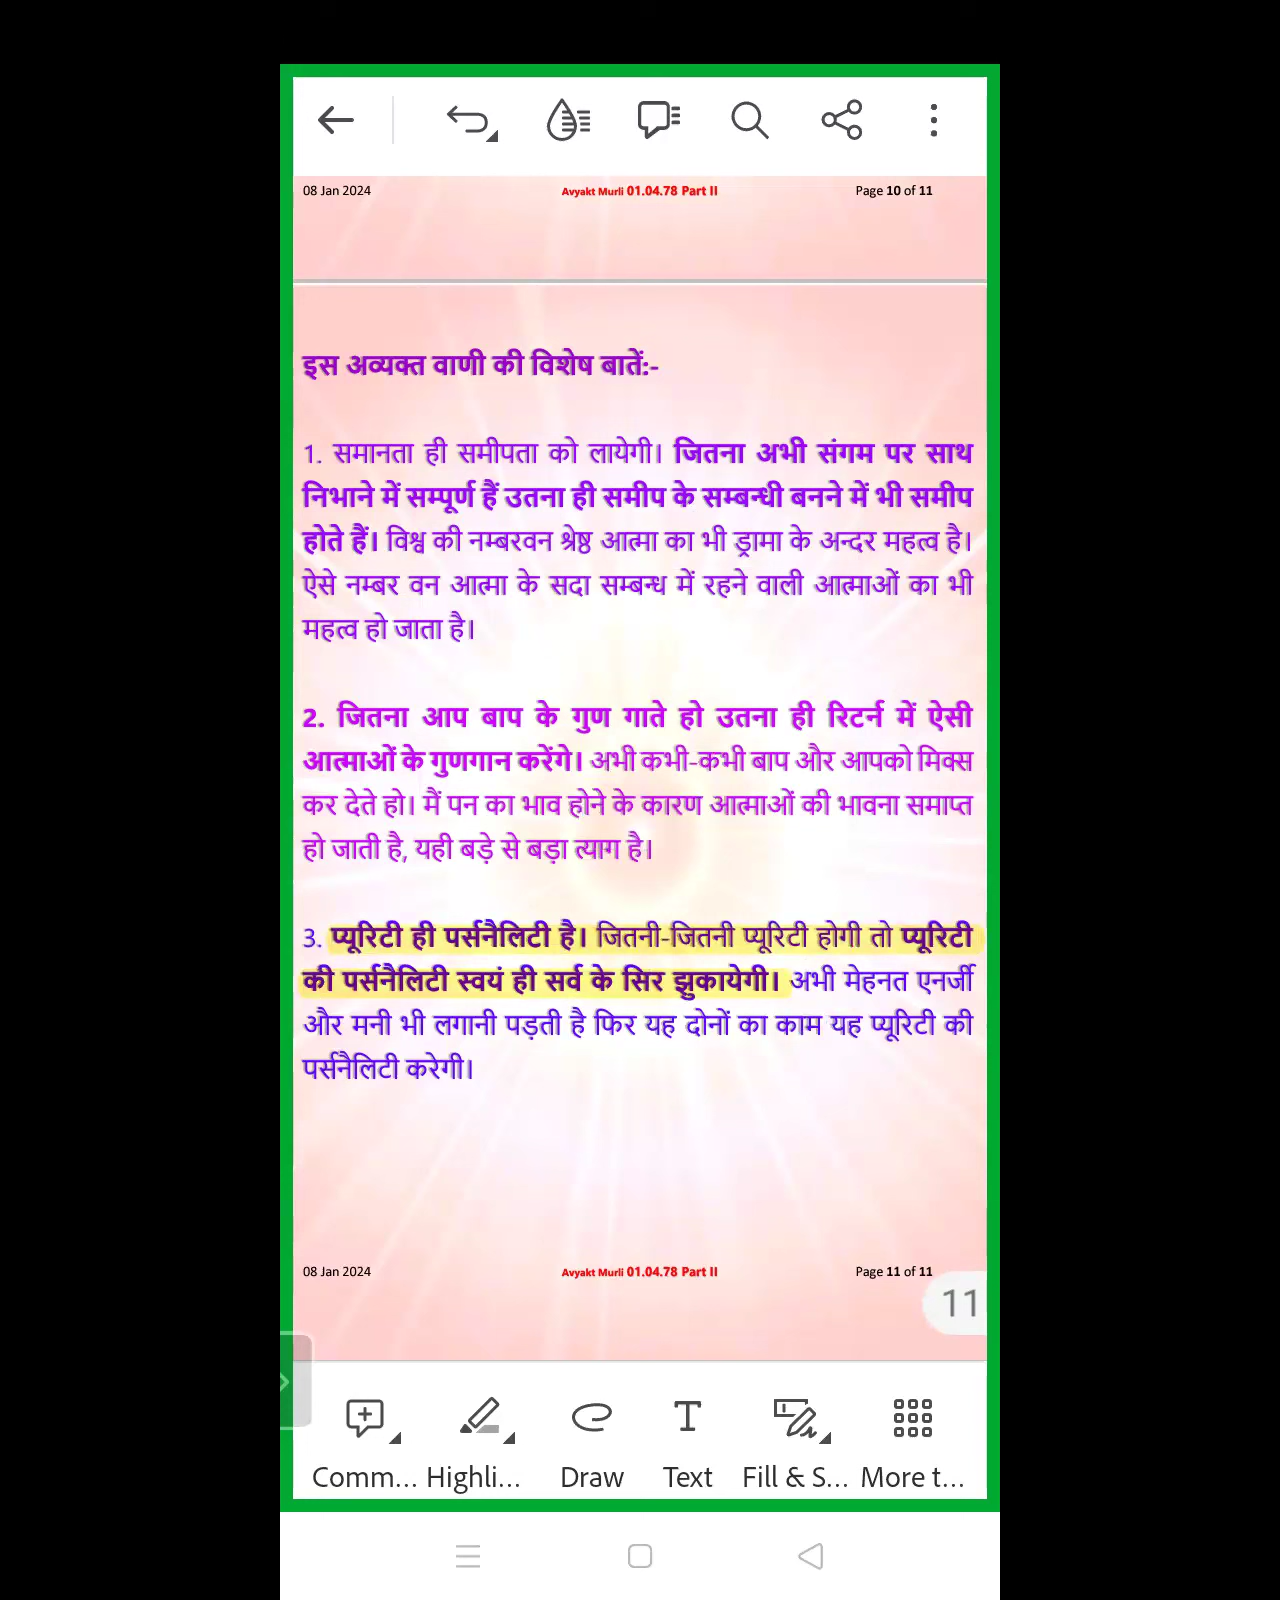 08 Jan 2024 Avyakt Murli 01.04.78 Part II Page 10 of 11
इस अव्यक्त वाणी की विशेष बातें:-
1. समानता ही समीपता को लायेगी। जितना अभी संगम पर साथ
निभाने में सम्पूर्ण हैं उतना ही समीप के सम्बन्धी बनने में भी समीप
होते हैं। विश्व की नम्बरवन श्रेष्ठ आत्मा का भी ड्रामा के अन्दर महत्व है।
ऐसे नम्बर वन आत्मा के सदा सम्बन्ध में रहने वाली आत्माओं का भी
महत्व हो जाता है।
2. जितना आप बाप के गुण गाते हो उतना ही रिटर्न में ऐसी
आत्माओं के गुणगान करेंगे। अभी कभी-कभी बाप और आपको मिक्स
कर देते हो। मैं पन का भाव होने के कारण आत्माओं की भावना समाप्त
हो जाती है, यही बड़े से बड़ा त्याग है।
3. प्यूरिटी ही पर्सनैलिटी है। जितनी-जितनी प्यूरिटी होगी तो प्यूरिटी
की पर्सनैलिटी स्वयं ही सर्व के सिर झुकायेगी। अभी मेहनत एनर्जी
और मनी भी लगानी पड़ती है फिर यह दोनों का काम यह प्यूरिटी की
पर्सनैलिटी करेगी।
08 Jan 2024 Avyakt Murli 01.04.78 Part II Page 11 of 11
11
Comm... Highli... Draw Text Fill & S... More t...